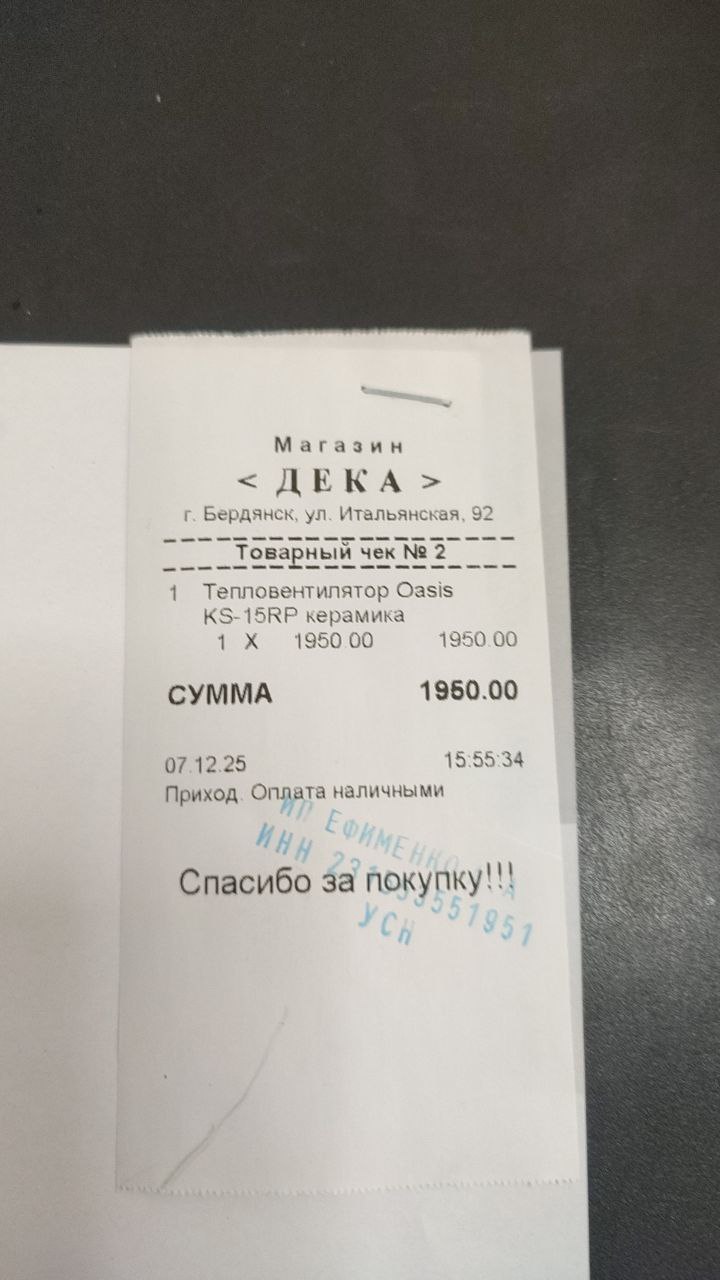 Магазин
< ДЕКА >
г. Бердянск, ул. Итальянская, 92
Товарный чек № 2
1 Тепловентилятор Oasis
KS-15RP керамика
1 X 1950.00 1950.00
СУММА 1950.00
07.12.25 15:55:34
Приход. Оплата наличными
ИП ЕФИМЕНКО
ИНН
Спасибо за покупку!!!
УСН